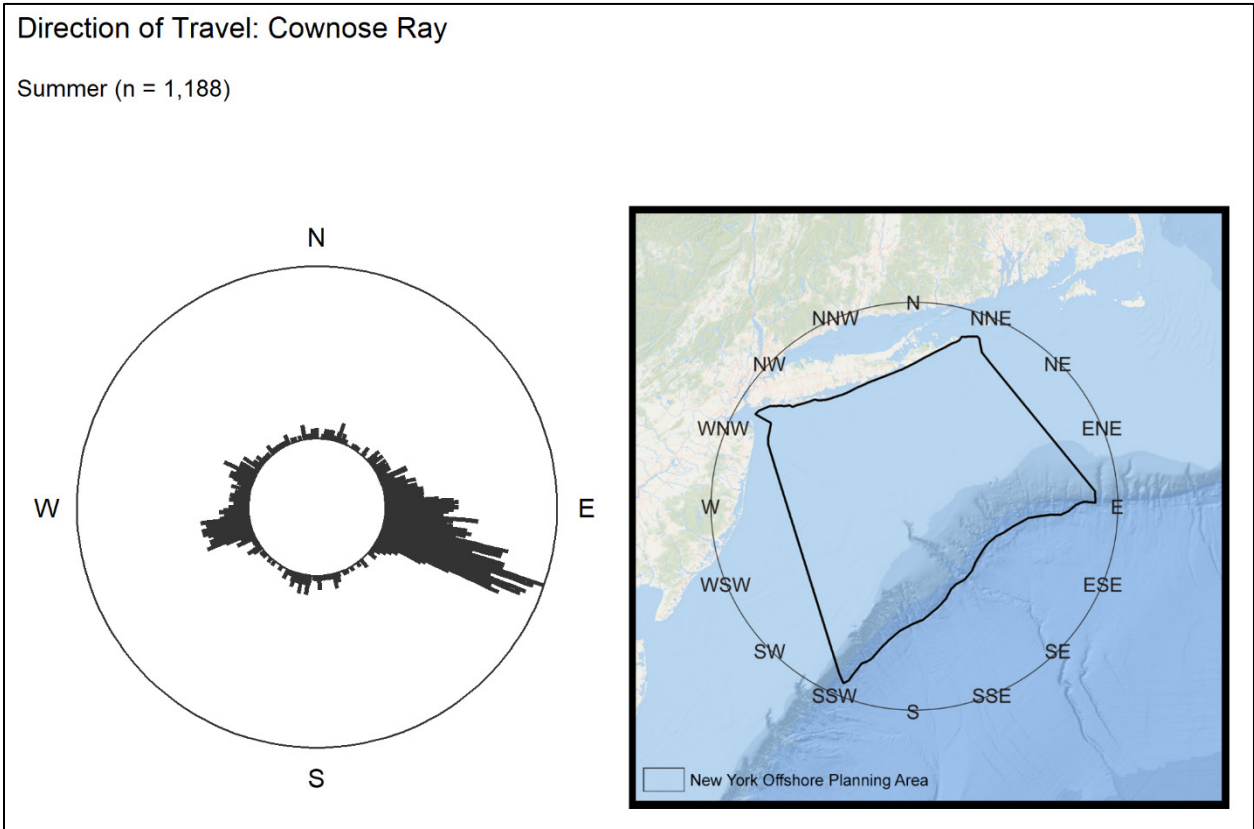 Direction of Travel: Cownose Ray
Summer (n = 1,188)
N
W
E
S
N
NNW
NNE
NW
NE
WNW
ENE
W
E
WSW
ESE
SW
SE
SSW
SSE
S
New York Offshore Planning Area